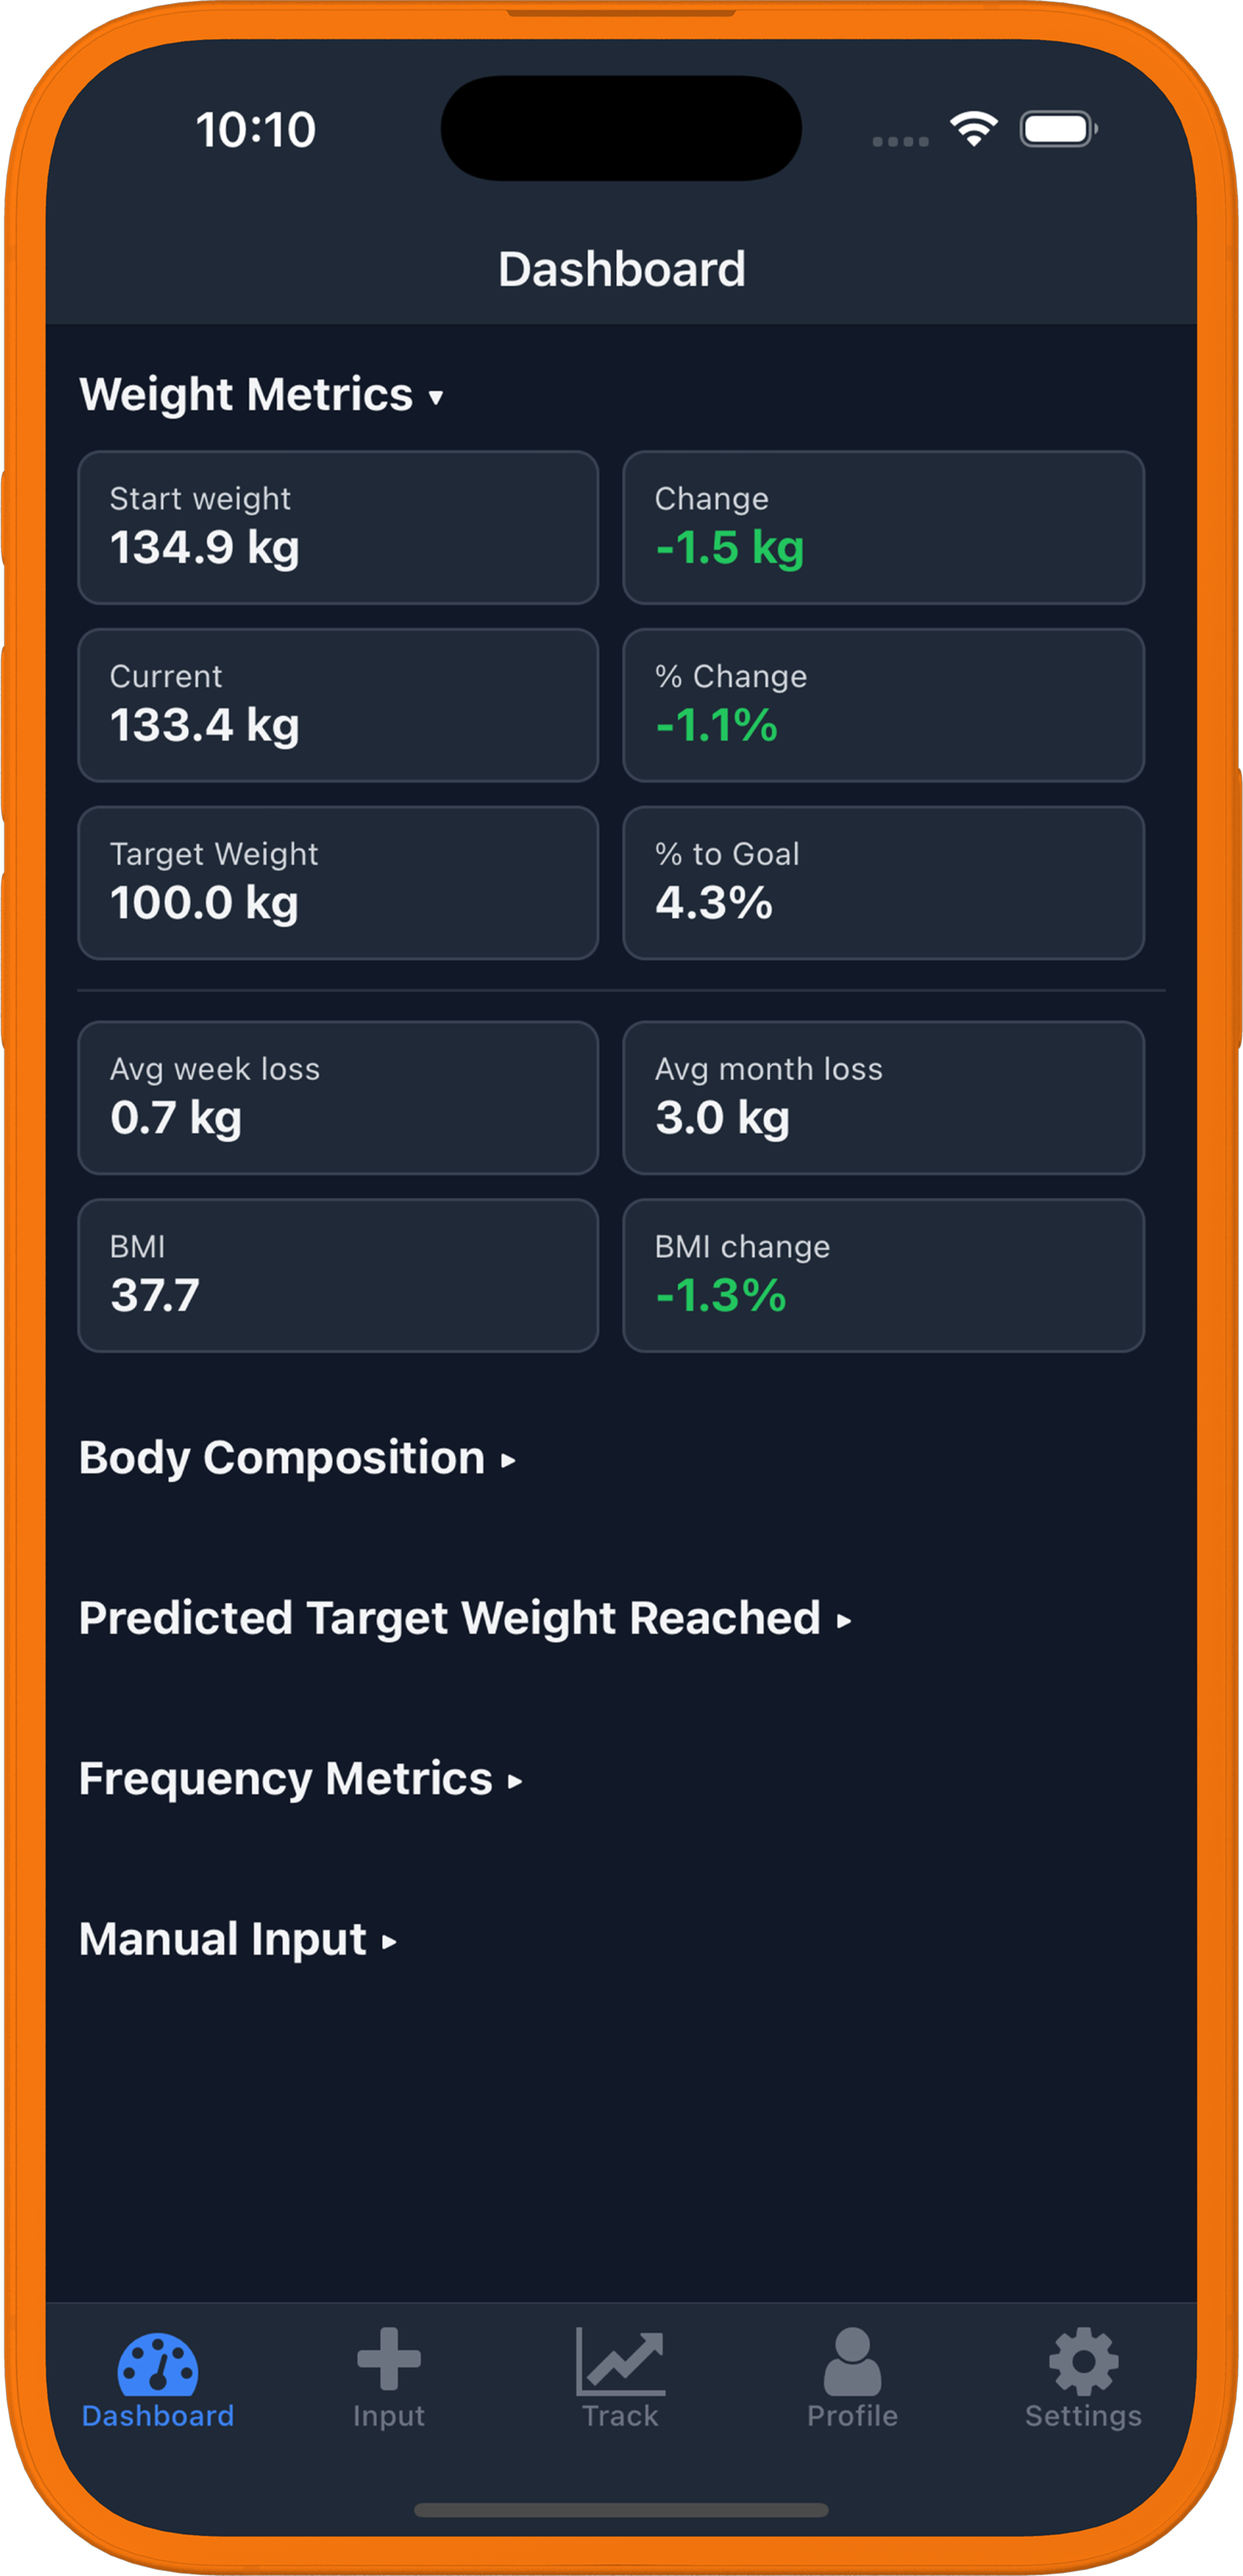 10:10
Dashboard
Weight Metrics ▾
Start weight
134.9 kg
Change
-1.5 kg
Current
133.4 kg
% Change
-1.1%
Target Weight
100.0 kg
% to Goal
4.3%
Avg week loss
0.7 kg
Avg month loss
3.0 kg
BMI
37.7
BMI change
-1.3%
Body Composition ▸
Predicted Target Weight Reached ▸
Frequency Metrics ▸
Manual Input ▸
Dashboard
Input
Track
Profile
Settings